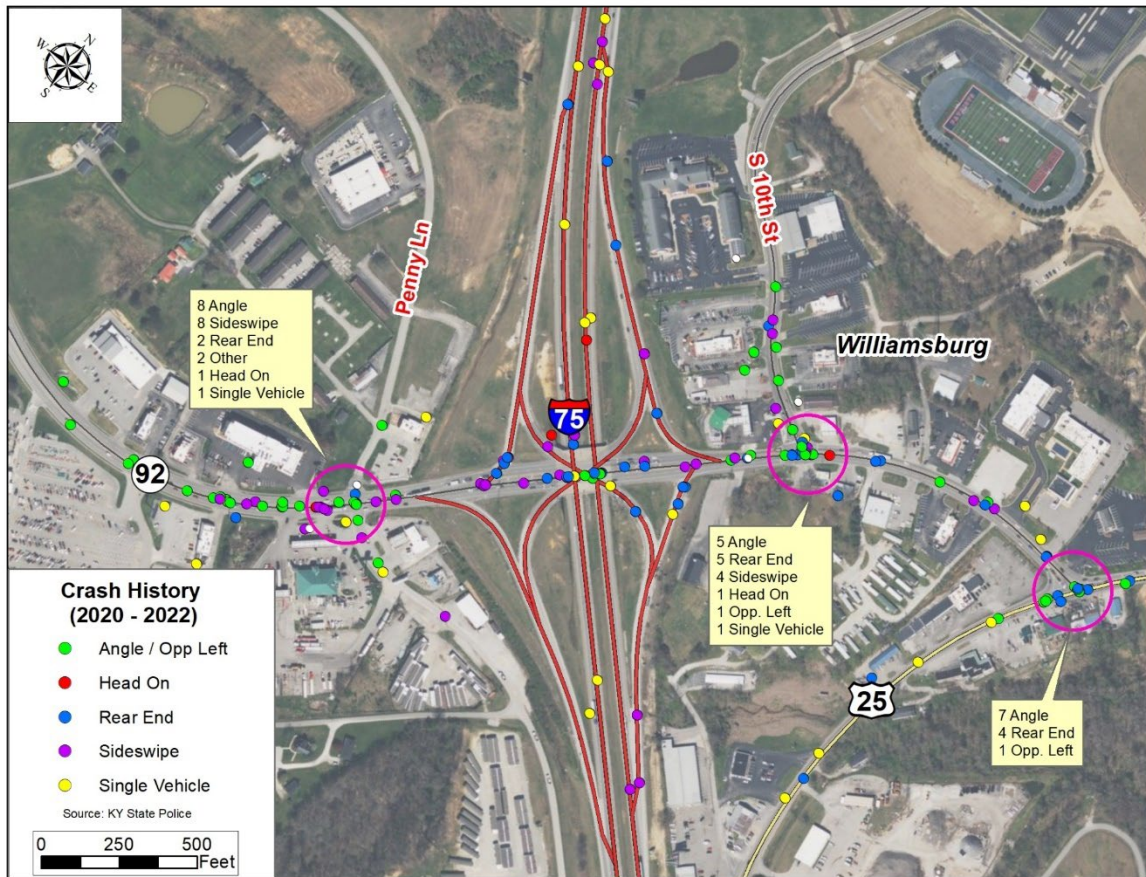 N
W
E
S
S 10th St
Penny Ln
Williamsburg
8 Angle
8 Sideswipe
2 Rear End
2 Other
1 Head On
1 Single Vehicle
75
92
5 Angle
5 Rear End
4 Sideswipe
1 Head On
1 Opp. Left
1 Single Vehicle
25
7 Angle
4 Rear End
1 Opp. Left
Crash History
(2020 - 2022)
Angle / Opp Left
Head On
Rear End
Sideswipe
Single Vehicle
Source: KY State Police
0 250 500
Feet